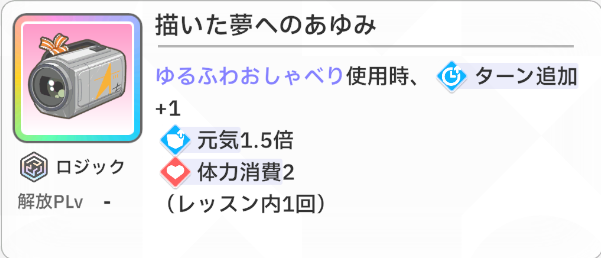 描いた夢へのあゆみ
ゆるふわおしゃべり使用時、ターン追加
+1
元気1.5倍
体力消費2
（レッスン内1回）
ロジック
解放PLv -